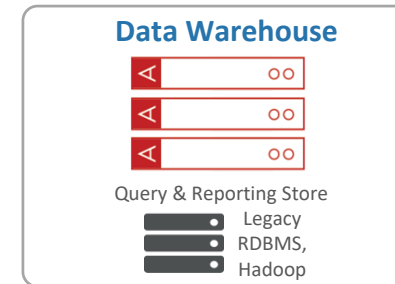 Data Warehouse
Query & Reporting Store
Legacy
RDBMS,
Hadoop